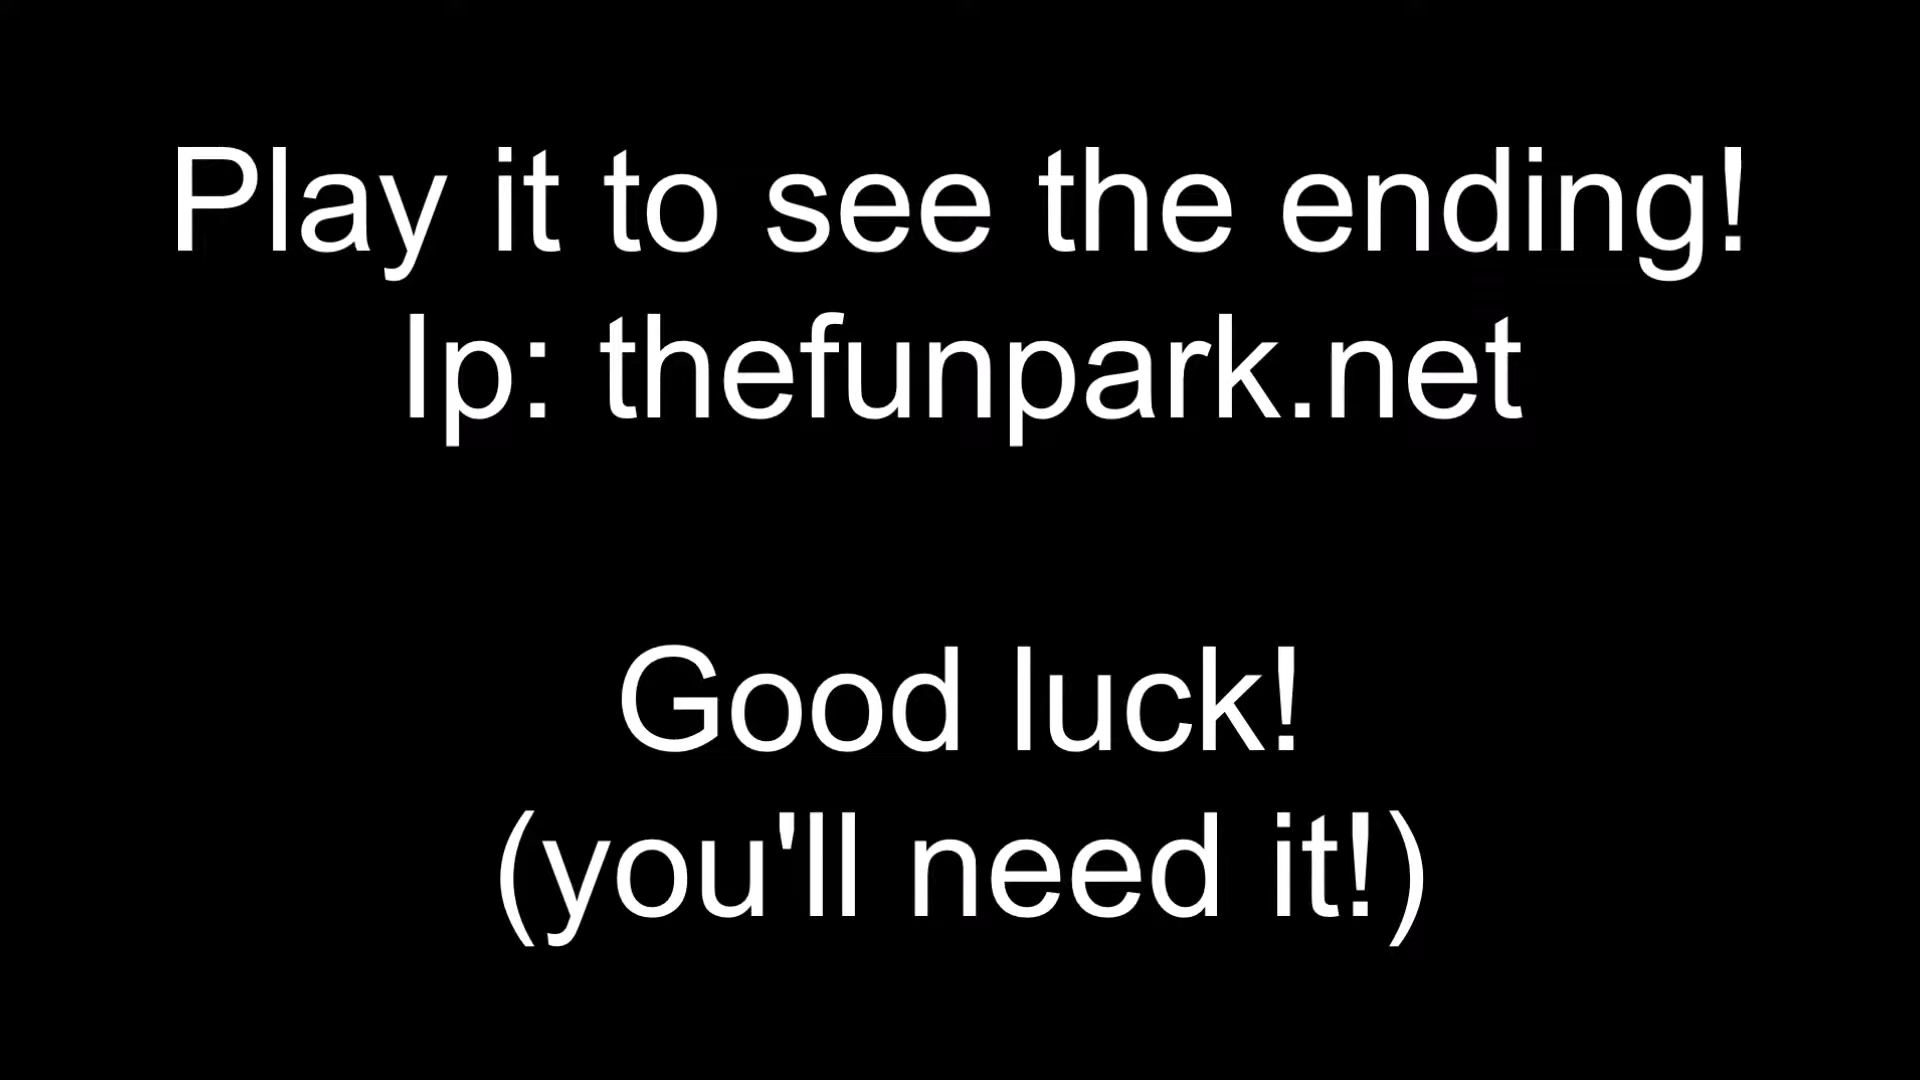 Play it to see the ending!
Ip: thefunpark.net
Good luck!
(you'll need it!)